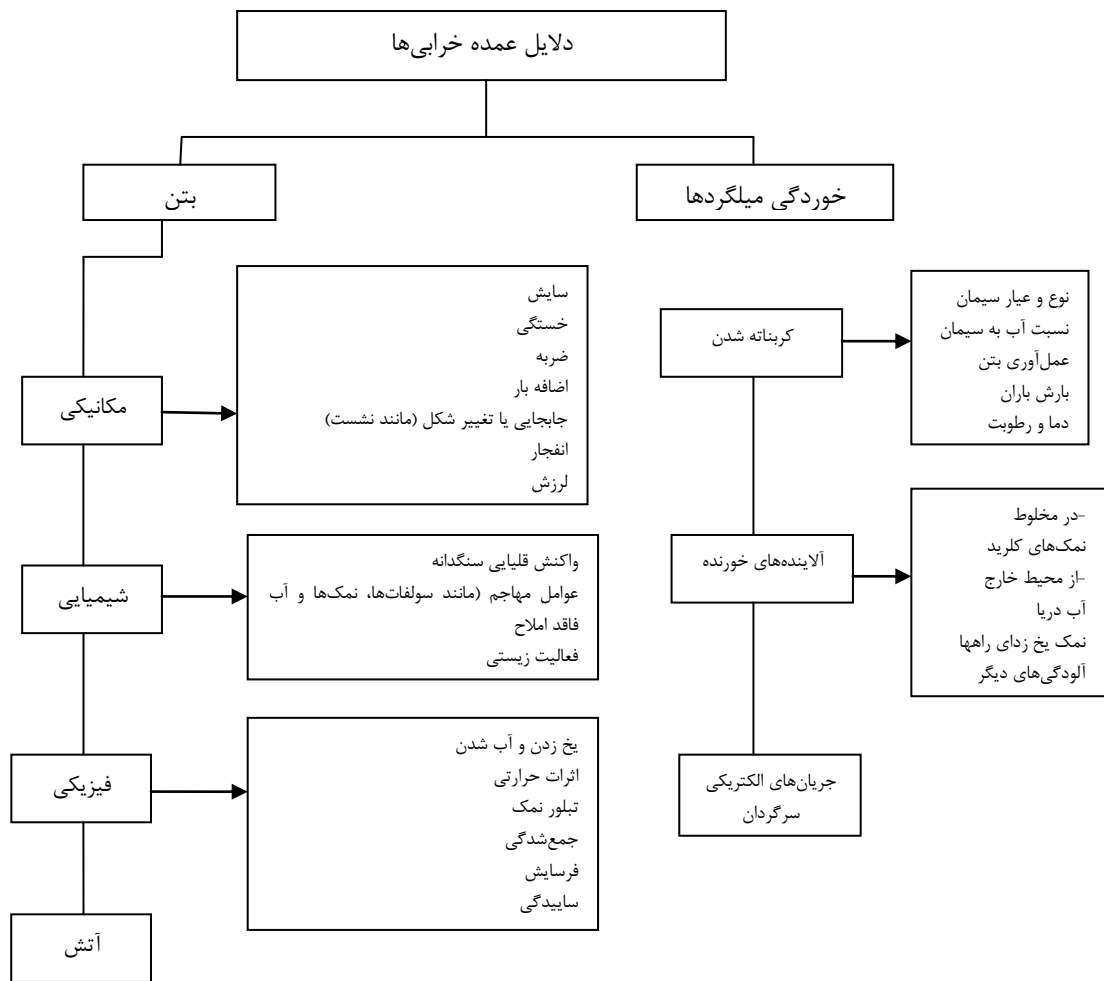 دلایل عمده خرابی‌ها
خوردگی میلگردها
بتن
کربناته شدن
نوع و عیار سیمان
نسبت آب به سیمان
عمل‌آوری بتن
بارش باران
دما و رطوبت
آلاینده‌های خورنده
-در مخلوط
نمک‌های کلرید
-از محیط خارج
آب دریا
نمک یخ زدای راهها
آلودگی‌های دیگر
جریان‌های الکتریکی
سرگردان
مکانیکی
سایش
خستگی
ضربه
اضافه بار
جابجایی یا تغییر شکل (مانند نشست)
انفجار
لرزش
شیمیایی
واکنش قلیایی سنگدانه
عوامل مهاجم (مانند سولفات‌ها، نمک‌ها و آب
فاقد املاح
فعالیت زیستی
فیزیکی
یخ زدن و آب شدن
اثرات حرارتی
تبلور نمک
جمع‌شدگی
فرسایش
ساییدگی
آتش